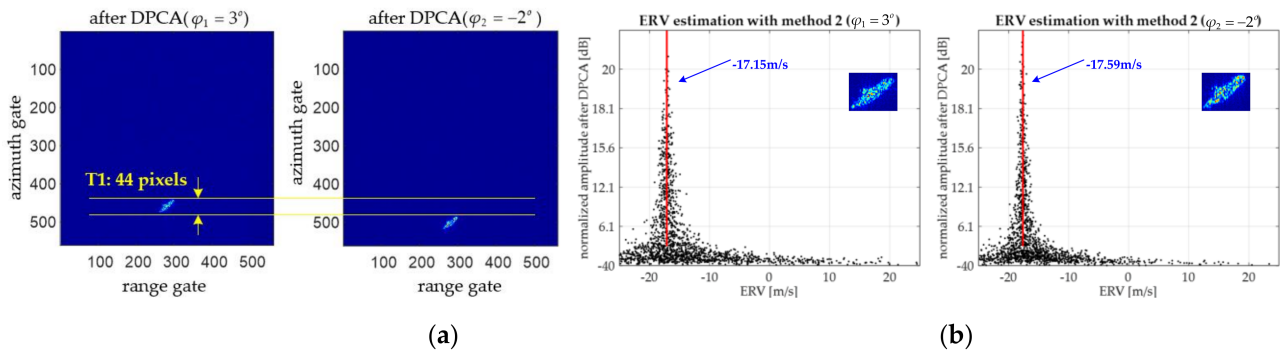 after DPCA(φ₁ = 3°)
100
200
300
400
500
azimuth gate
T1: 44 pixels
100 200 300 400 500
range gate
after DPCA(φ₂ = −2°)
100
200
300
400
500
azimuth gate
100 200 300 400 500
range gate
(a)
ERV estimation with method 2 (φ₁ = 3°)
normalized amplitude after DPCA [dB]
20
18.1
15.6
12.1
6.1
-40
-17.15m/s
-20 -10 0 10 20
ERV [m/s]
ERV estimation with method 2 (φ₂ = −2°)
normalized amplitude after DPCA [dB]
20
18.1
15.6
12.1
6.1
-40
-17.59m/s
-20 -10 0 10 20
ERV [m/s]
(b)